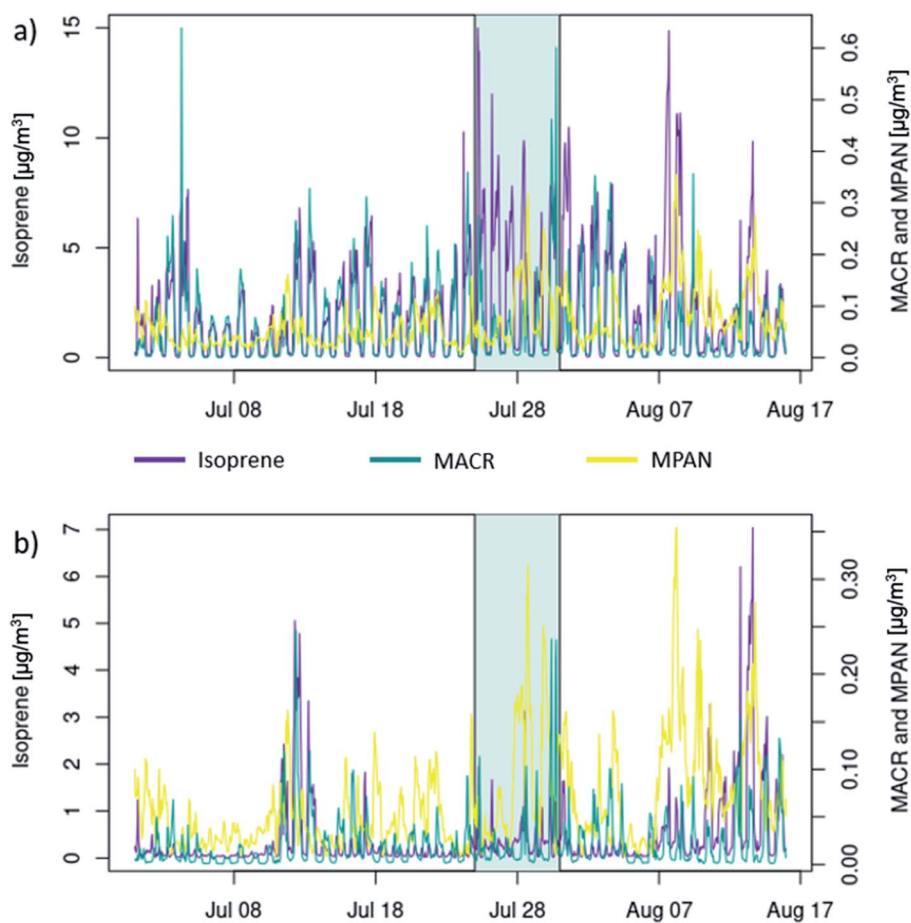 a)
Isoprene [µg/m³]
15
10
5
0
MACR and MPAN [µg/m³]
0.6
0.5
0.4
0.3
0.2
0.1
0.0
Jul 08 Jul 18 Jul 28 Aug 07 Aug 17
Isoprene MACR MPAN
b)
Isoprene [µg/m³]
7
6
5
4
3
2
1
0
MACR and MPAN [µg/m³]
0.30
0.20
0.10
0.00
Jul 08 Jul 18 Jul 28 Aug 07 Aug 17